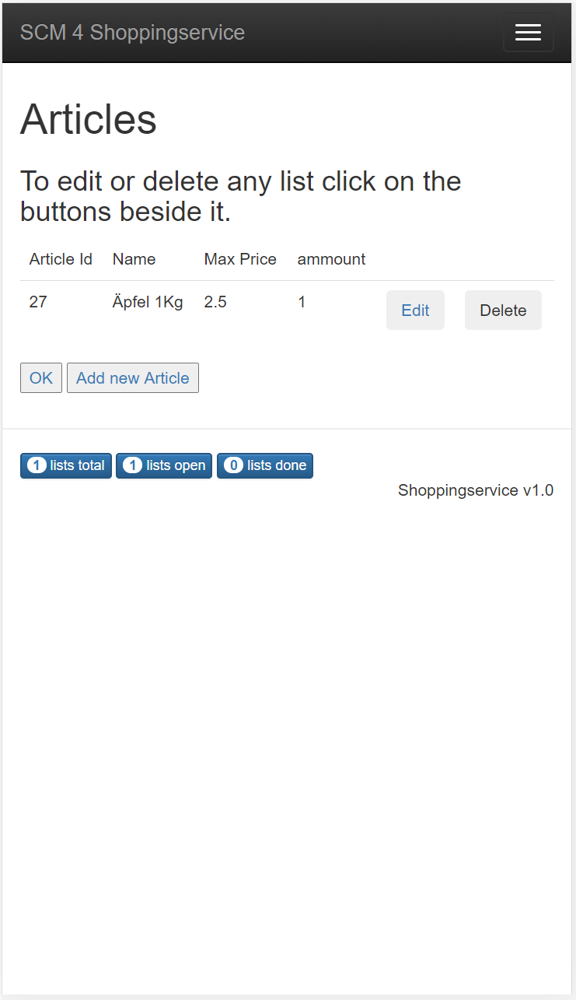 SCM 4 Shoppingservice
Articles
To edit or delete any list click on the
buttons beside it.
Article Id Name Max Price ammount
27 Äpfel 1Kg 2.5 1 Edit Delete
OK Add new Article
1 lists total 1 lists open 0 lists done
Shoppingservice v1.0